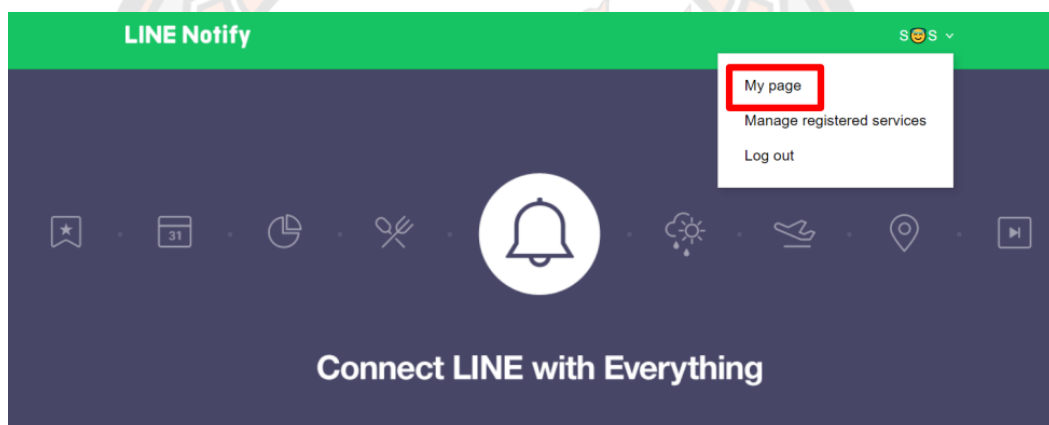 LINE Notify
S😇S
My page
Manage registered services
Log out
31
Connect LINE with Everything